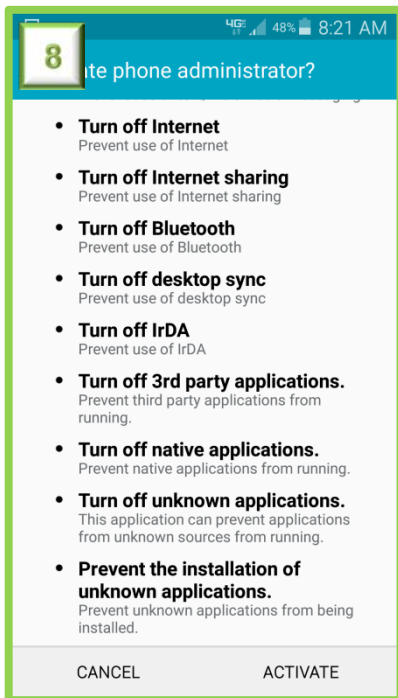 4G LTE 48% 8:21 AM
8
te phone administrator?
• Turn off Internet
Prevent use of Internet
• Turn off Internet sharing
Prevent use of Internet sharing
• Turn off Bluetooth
Prevent use of Bluetooth
• Turn off desktop sync
Prevent use of desktop sync
• Turn off IrDA
Prevent use of IrDA
• Turn off 3rd party applications.
Prevent third party applications from
running.
• Turn off native applications.
Prevent native applications from running.
• Turn off unknown applications.
This application can prevent applications
from unknown sources from running.
• Prevent the installation of
unknown applications.
Prevent unknown applications from being
installed.
CANCEL ACTIVATE